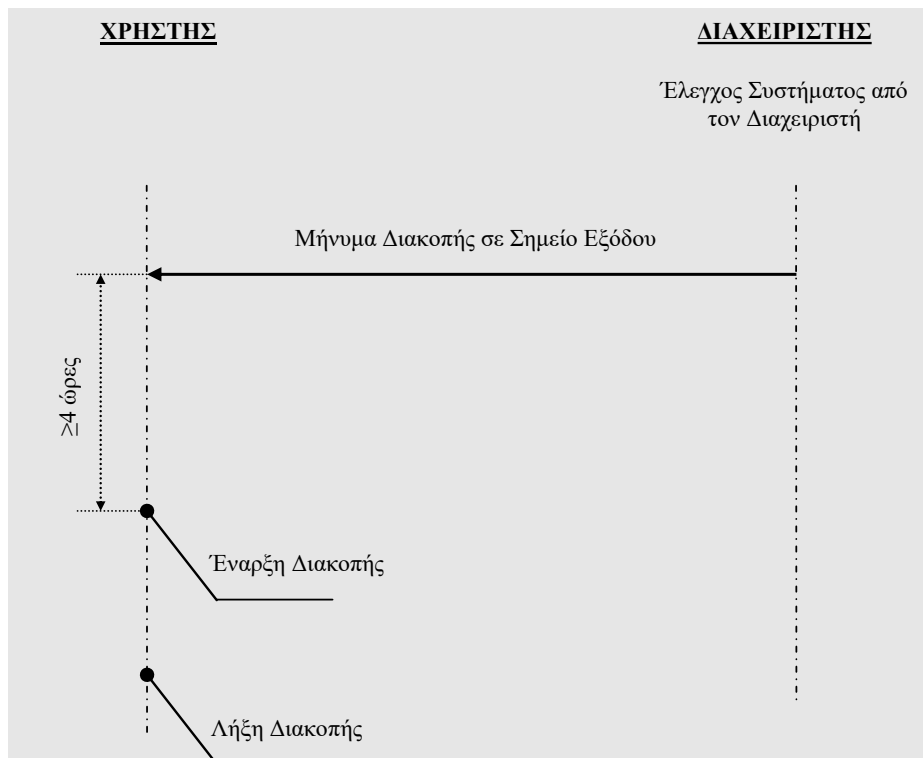 ΧΡΗΣΤΗΣ
ΔΙΑΧΕΙΡΙΣΤΗΣ
Έλεγχος Συστήματος από
τον Διαχειριστή
Μήνυμα Διακοπής σε Σημείο Εξόδου
≥4 ώρες
Έναρξη Διακοπής
Λήξη Διακοπής